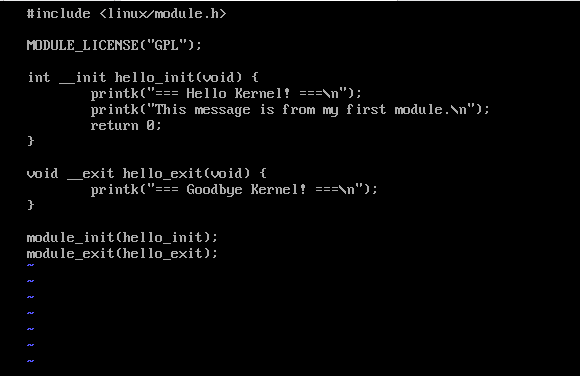 #include <linux/module.h>

MODULE_LICENSE("GPL");

int __init hello_init(void) {
        printk("=== Hello Kernel! ===\n");
        printk("This message is from my first module.\n");
        return 0;
}

void __exit hello_exit(void) {
        printk("=== Goodbye Kernel! ===\n");
}

module_init(hello_init);
module_exit(hello_exit);
~
~
~
~
~
~
~